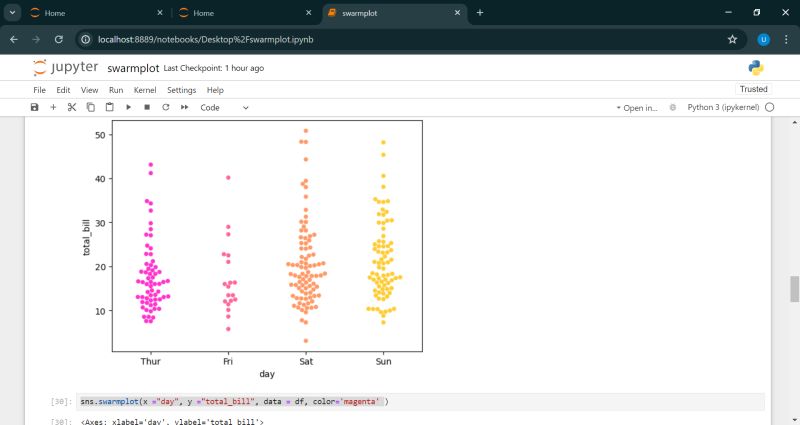 Home
Home
swarmplot
localhost:8889/notebooks/Desktop%2Fswarmplot.ipynb
U
jupyter swarmplot Last Checkpoint: 1 hour ago
File Edit View Run Kernel Settings Help
Trusted
Code
Open in...
Python 3 (ipykernel)
50
40
30
20
10
total_bill
Thur Fri Sat Sun
day
[30]: sns.swarmplot(x ="day", y ="total_bill", data = df, color='magenta' )
[30]: <Axes: xlabel='day', ylabel='total_bill'>